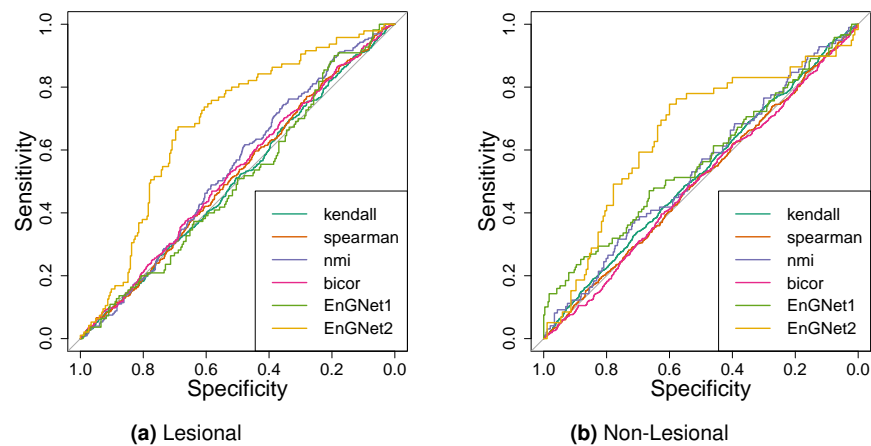 1.0
0.8
0.6
0.4
0.2
0.0
Sensitivity
kendall
spearman
nmi
bicor
EnGNet1
EnGNet2
1.0 0.8 0.6 0.4 0.2 0.0
Specificity
(a) Lesional
1.0
0.8
0.6
0.4
0.2
0.0
Sensitivity
kendall
spearman
nmi
bicor
EnGNet1
EnGNet2
1.0 0.8 0.6 0.4 0.2 0.0
Specificity
(b) Non-Lesional